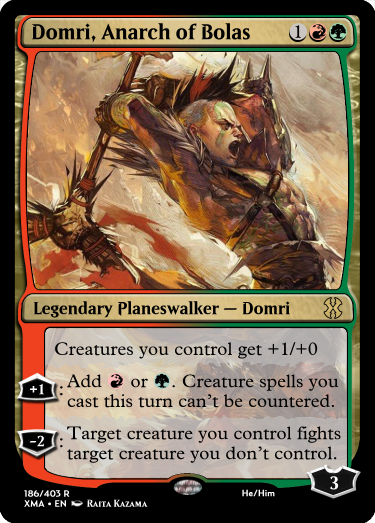 Domri, Anarch of Bolas 1
Legendary Planeswalker — Domri
Creatures you control get +1/+0
+1: Add or . Creature spells you
cast this turn can't be countered.
-2: Target creature you control fights
target creature you don't control.
3
186/403 R He/Him
XMA • EN Raita Kazama